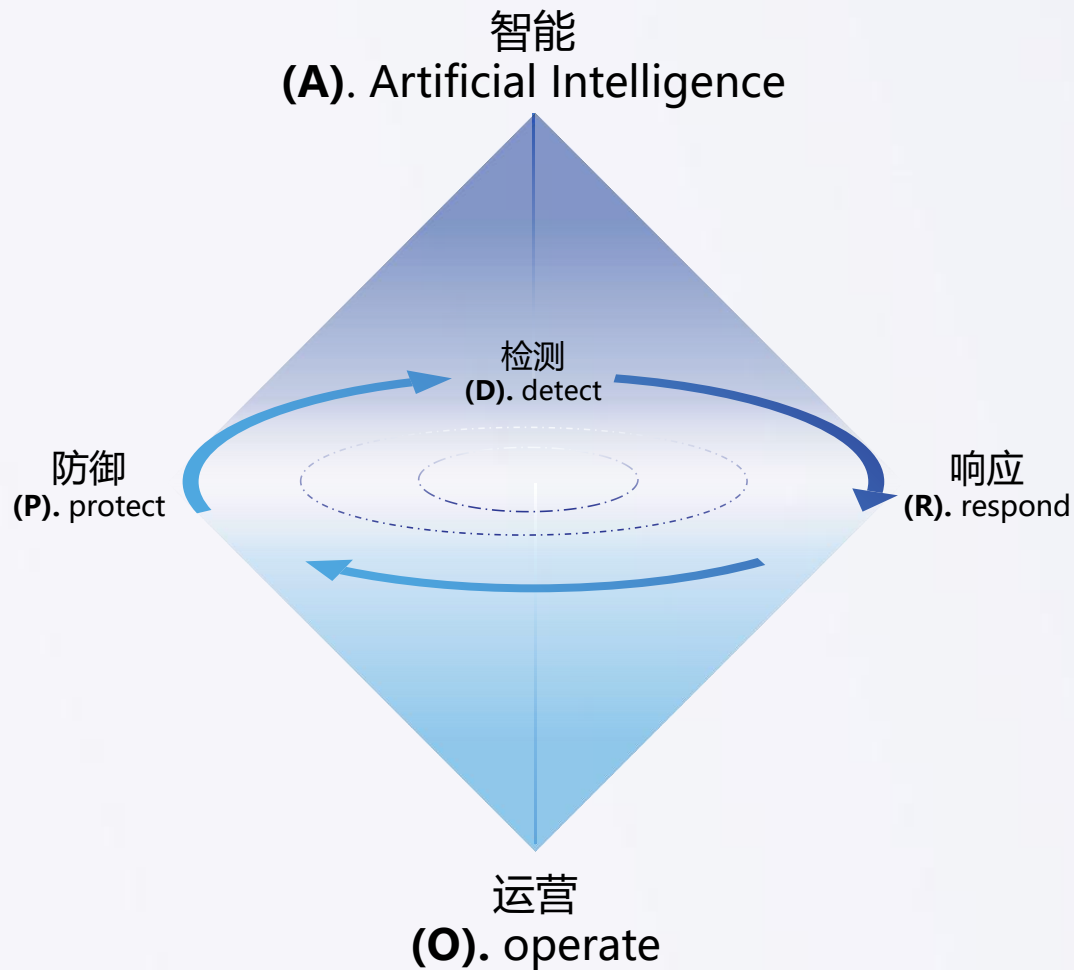 智能
(A). Artificial Intelligence
检测
(D). detect
防御
(P). protect
响应
(R). respond
运营
(O). operate